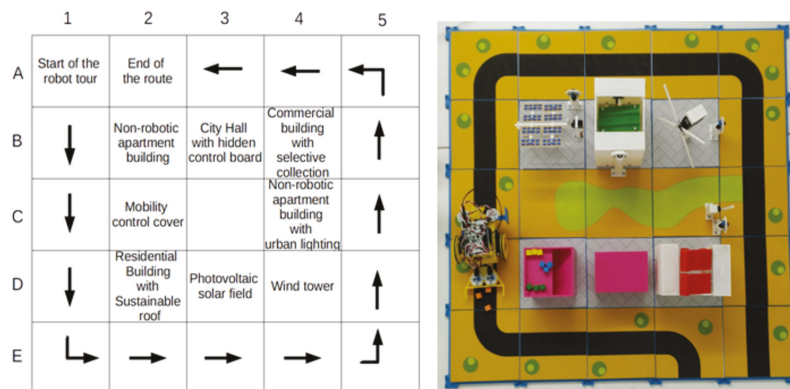 1 2 3 4 5
A
Start of the
robot tour
End of
the route
B
Non-robotic
apartment
building
City Hall
with hidden
control board
Commercial
building
with
selective
collection
C
Mobility
control cover
Non-robotic
apartment
building
with
urban lighting
D
Residential
Building
with
Sustainable
roof
Photovoltaic
solar field
Wind tower
E